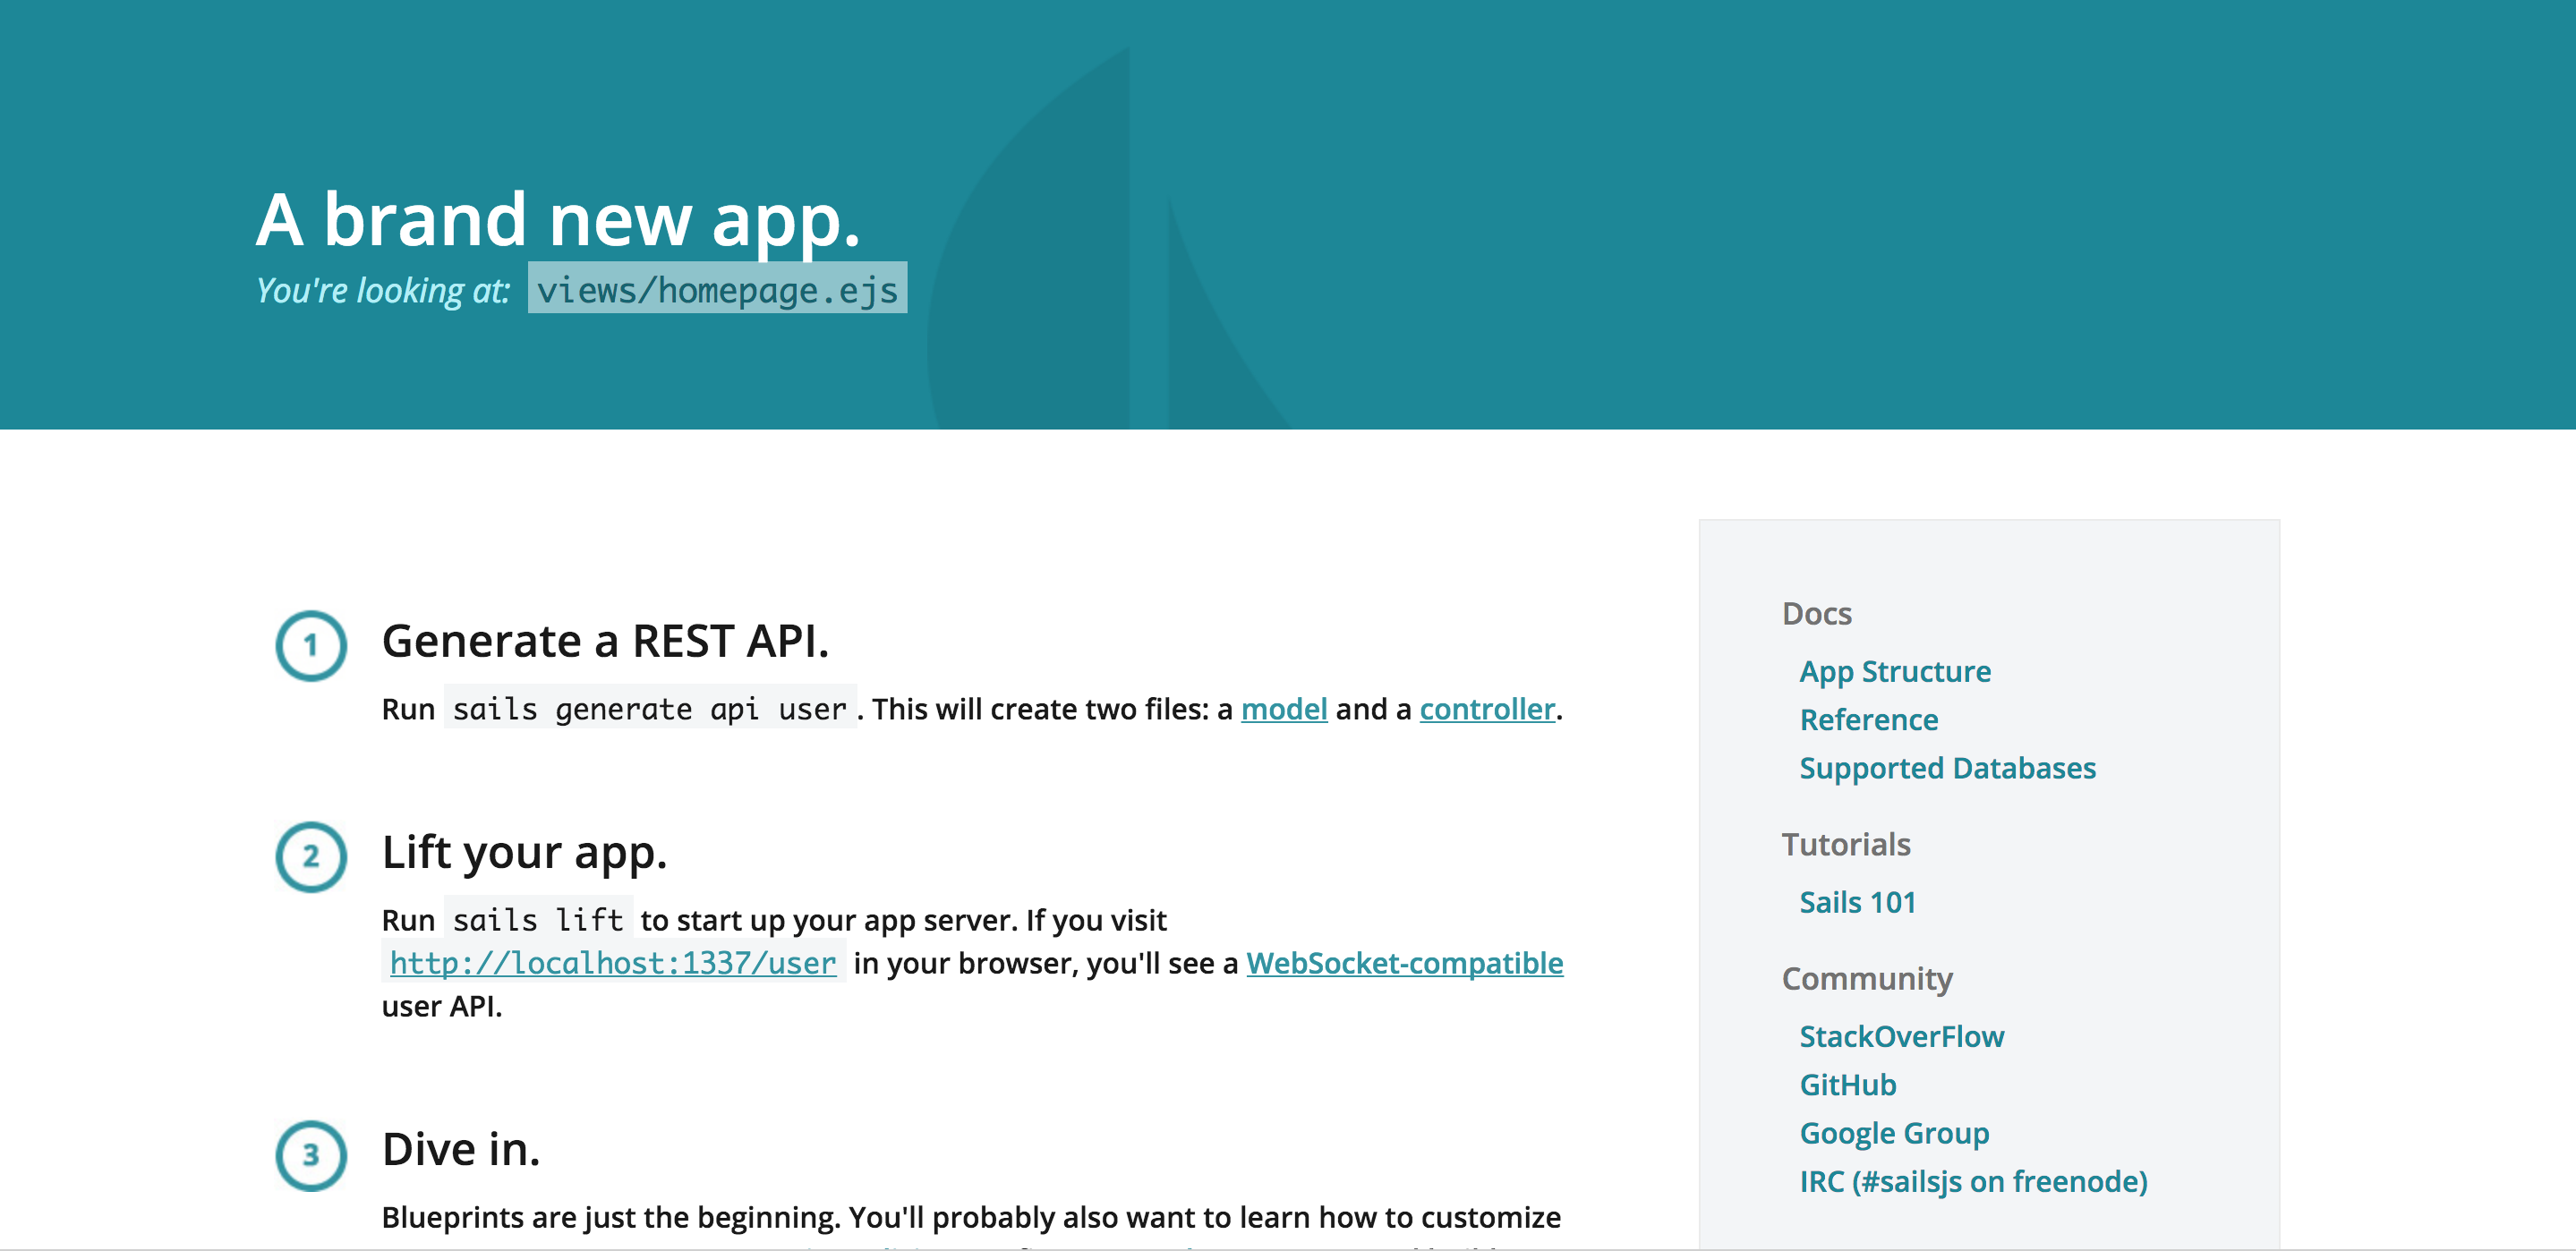 A brand new app.
You're looking at: views/homepage.ejs
1
Generate a REST API.
Run sails generate api user . This will create two files: a model and a controller.
2
Lift your app.
Run sails lift to start up your app server. If you visit
http://localhost:1337/user in your browser, you'll see a WebSocket-compatible
user API.
3
Dive in.
Blueprints are just the beginning. You'll probably also want to learn how to customize
Docs
App Structure
Reference
Supported Databases
Tutorials
Sails 101
Community
StackOverFlow
GitHub
Google Group
IRC (#sailsjs on freenode)